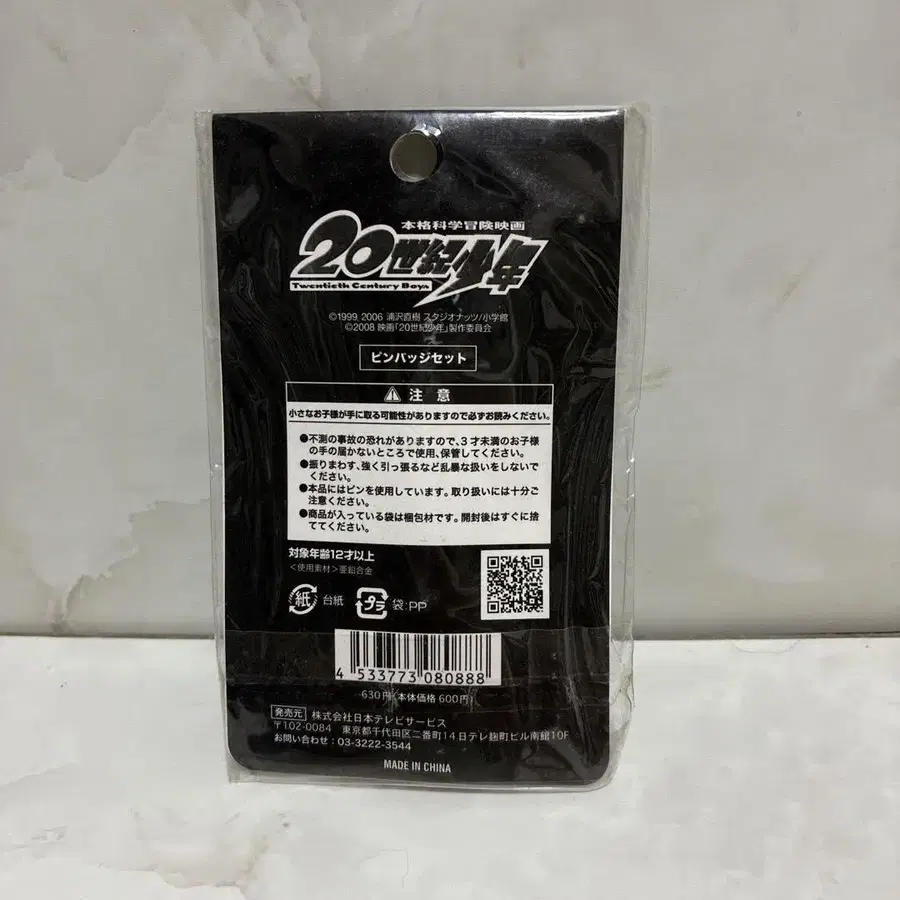 本格科学冒険映画
20世紀少年
Twentieth Century Boys
©1999, 2006 浦沢直樹 スタジオナッツ/小学館
©2008 映画「20世紀少年」製作委員会
ピンバッジセット
注 意
小さなお子様が手に取る可能性がありますので必ずお読みください。
●不測の事故の恐れがありますので、3才未満のお子様
の手の届かないところで使用、保管してください。
●振りまわす、強く引っ張るなど乱暴な扱いをしないで
ください。
●本品にはピンを使用しています。取り扱いには十分ご
注意ください。
●商品が入っている袋は梱包材です。開封後はすぐに捨
ててください。
対象年齢12才以上
<使用素材>亜鉛合金
紙 台紙 プラ 袋:PP
4 533773 080888
630円(本体価格 600円)
発売元 株式会社日本テレビサービス
〒102-0084 東京都千代田区二番町14 日テレ麹町ビル南館10F
お問い合わせ:03-3222-3544
MADE IN CHINA